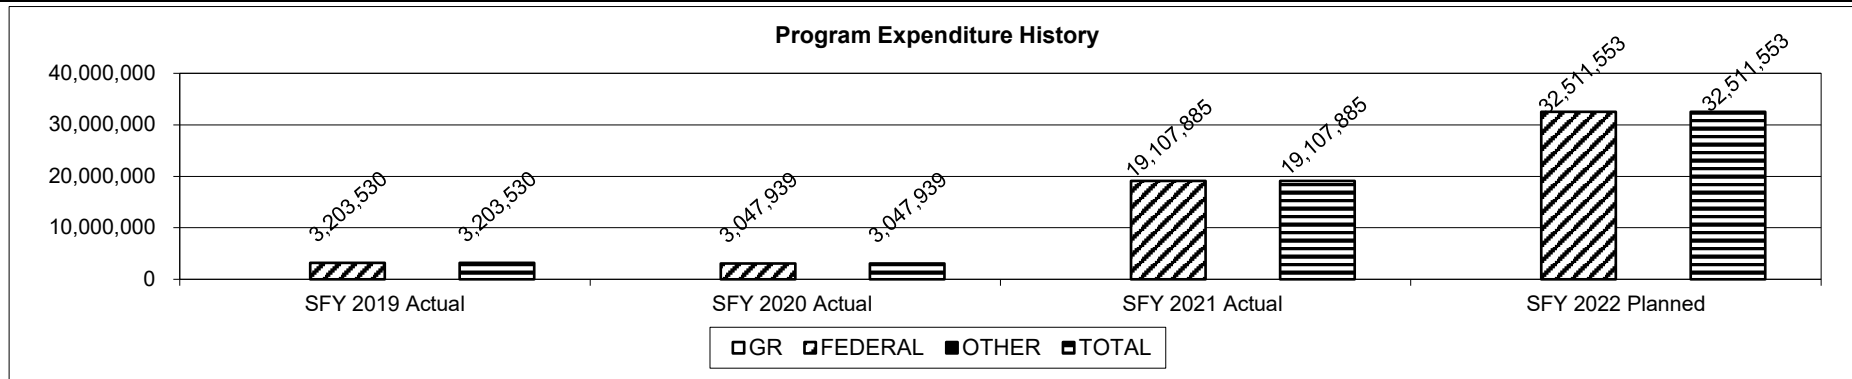 Program Expenditure History
40,000,000
30,000,000
20,000,000
10,000,000
0
3,203,530
3,203,530
3,047,939
3,047,939
19,107,885
19,107,885
32,511,553
32,511,553
SFY 2019 Actual
SFY 2020 Actual
SFY 2021 Actual
SFY 2022 Planned
GR FEDERAL OTHER TOTAL